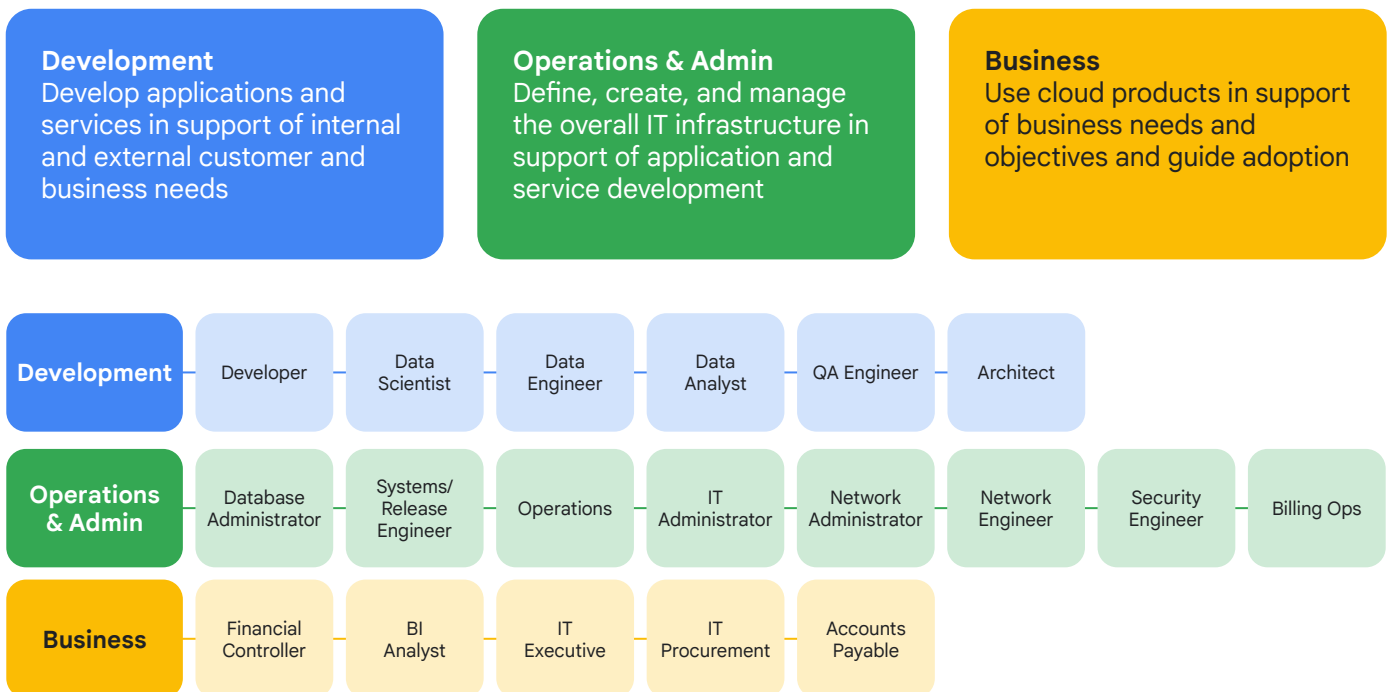 Development
Develop applications and
services in support of internal
and external customer and
business needs
Operations & Admin
Define, create, and manage
the overall IT infrastructure in
support of application and
service development
Business
Use cloud products in support
of business needs and
objectives and guide adoption
Development
Developer
Data
Scientist
Data
Engineer
Data
Analyst
QA Engineer
Architect
Operations
& Admin
Database
Administrator
Systems/
Release
Engineer
Operations
IT
Administrator
Network
Administrator
Network
Engineer
Security
Engineer
Billing Ops
Business
Financial
Controller
BI
Analyst
IT
Executive
IT
Procurement
Accounts
Payable